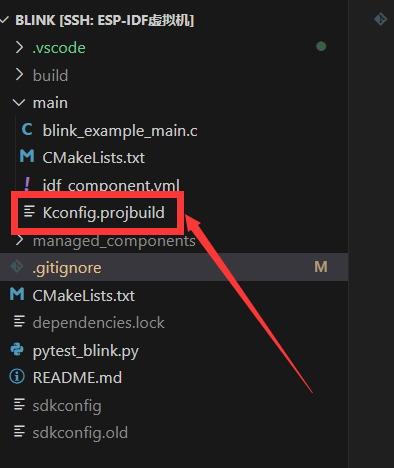 BLINK [SSH: ESP-IDF虚拟机]
.vscode
build
main
C blink_example_main.c
M CMakeLists.txt
! idf_component.yml
Kconfig.projbuild
managed_components
.gitignore M
M CMakeLists.txt
dependencies.lock
pytest_blink.py
README.md
sdkconfig
sdkconfig.old